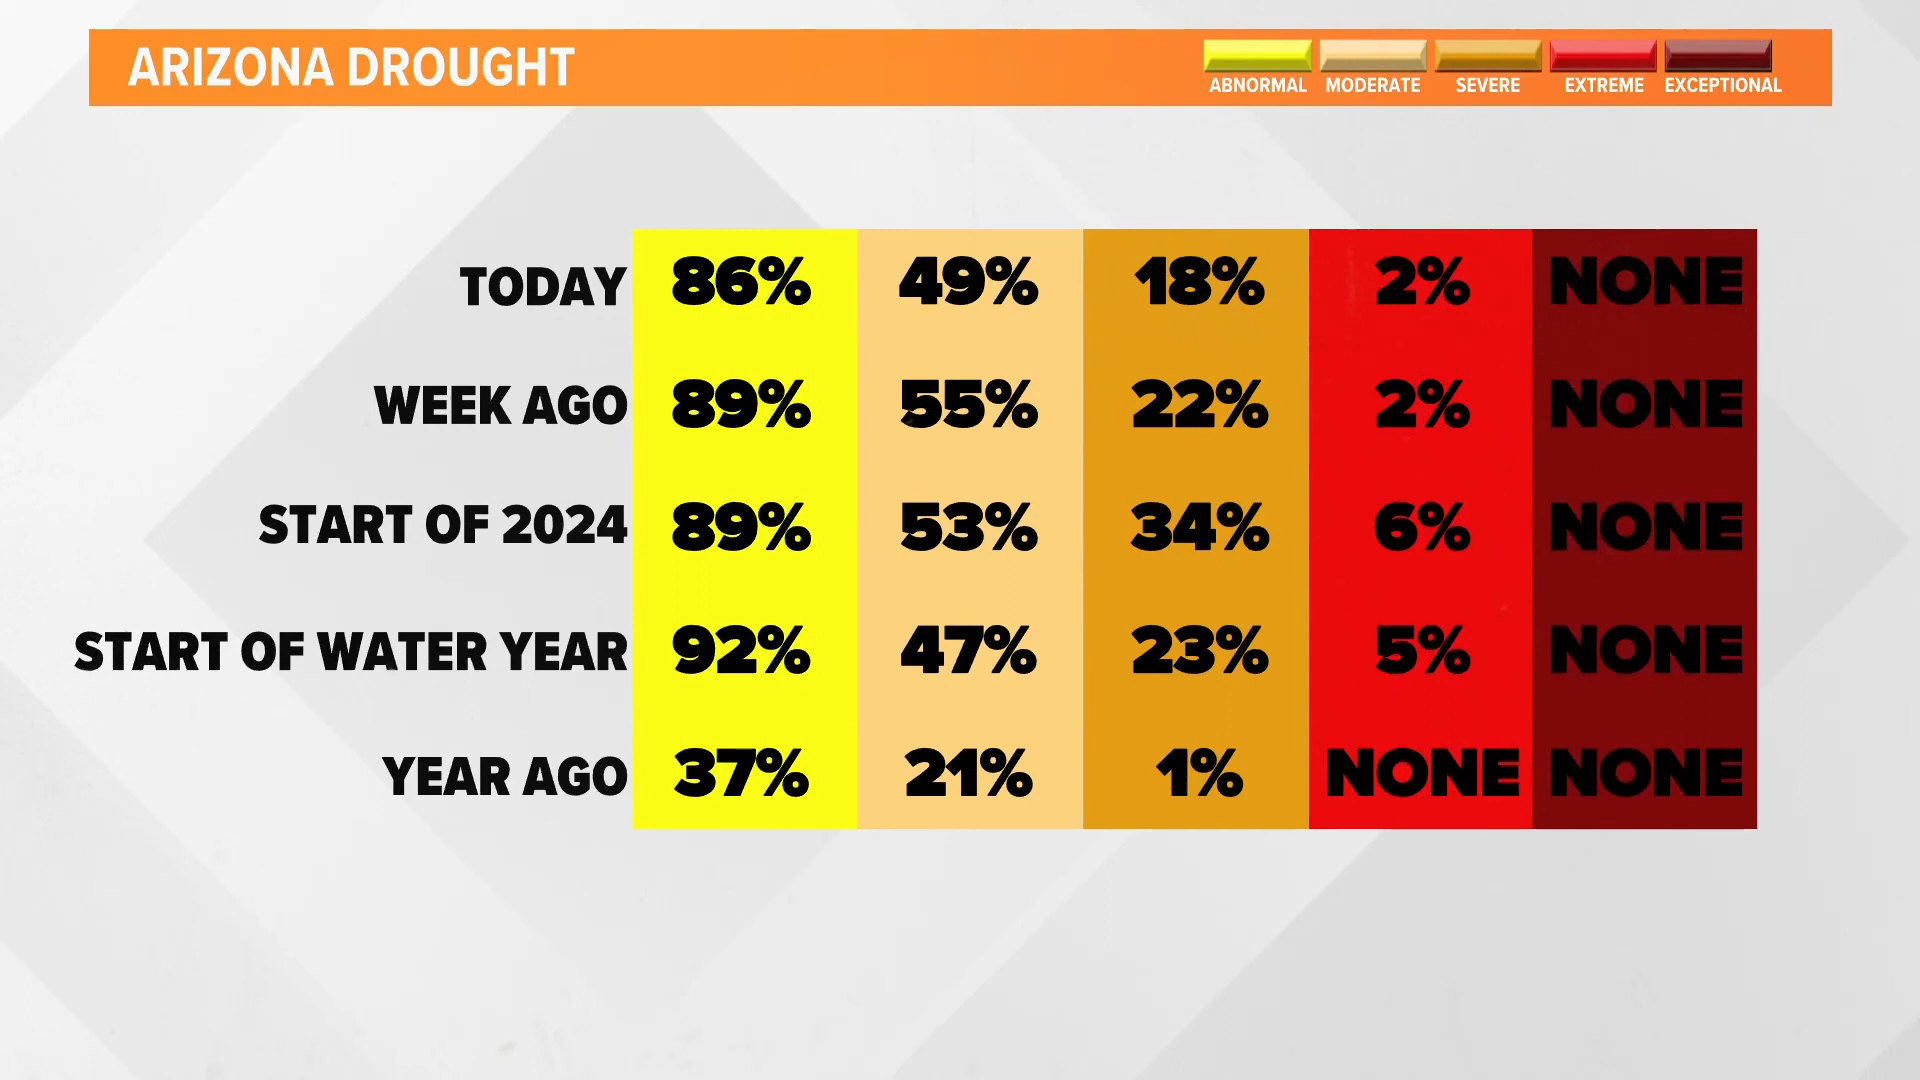 ARIZONA DROUGHT
ABNORMAL MODERATE SEVERE EXTREME EXCEPTIONAL
TODAY 86% 49% 18% 2% NONE
WEEK AGO 89% 55% 22% 2% NONE
START OF 2024 89% 53% 34% 6% NONE
START OF WATER YEAR 92% 47% 23% 5% NONE
YEAR AGO 37% 21% 1% NONE NONE